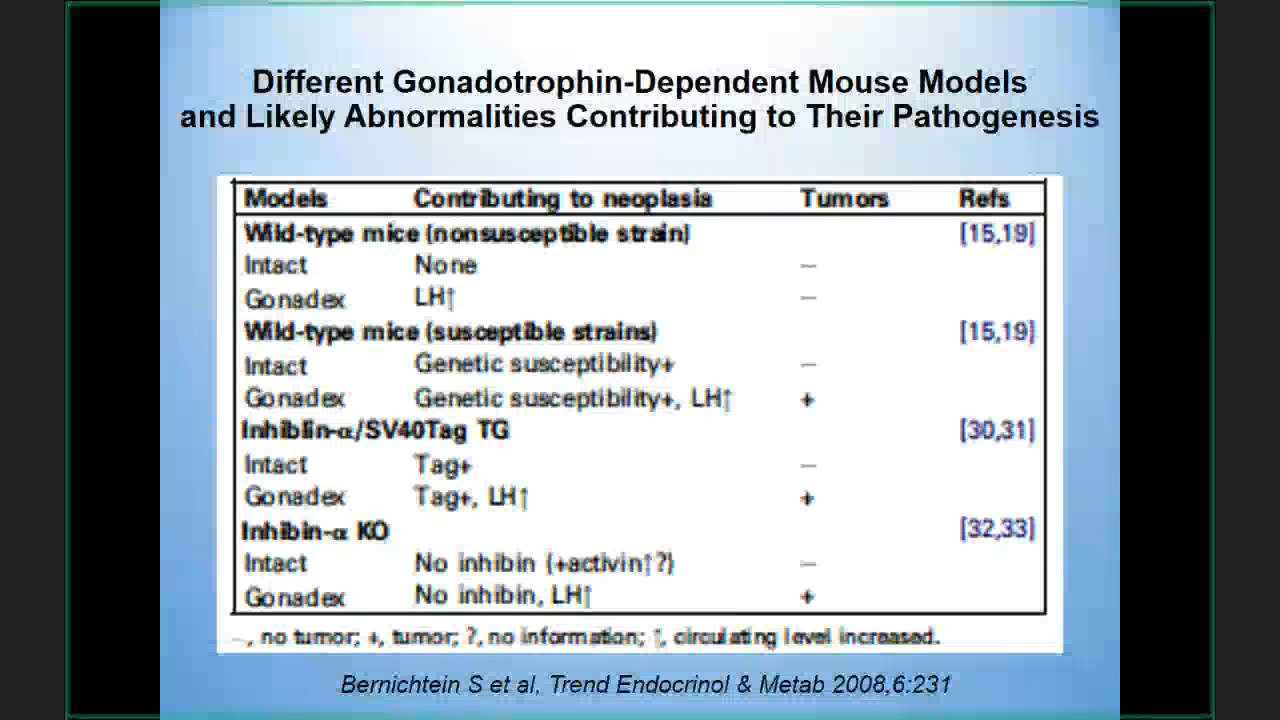 Different Gonadotrophin-Dependent Mouse Models
and Likely Abnormalities Contributing to Their Pathogenesis
Models Contributing to neoplasia Tumors Refs
Wild-type mice (nonsusceptible strain) [15,19]
Intact None –
Gonadex LH↑ –
Wild-type mice (susceptible strains) [15,19]
Intact Genetic susceptibility+ –
Gonadex Genetic susceptibility+, LH↑ +
Inhiblin-α/SV40Tag TG [30,31]
Intact Tag+ –
Gonadex Tag+, LH↑ +
Inhibin-α KO [32,33]
Intact No inhibin (+activin↑?) –
Gonadex No inhibin, LH↑ +
–, no tumor; +, tumor; ?, no information; ↑, circulating level increased.
Bernichtein S et al, Trend Endocrinol & Metab 2008,6:231